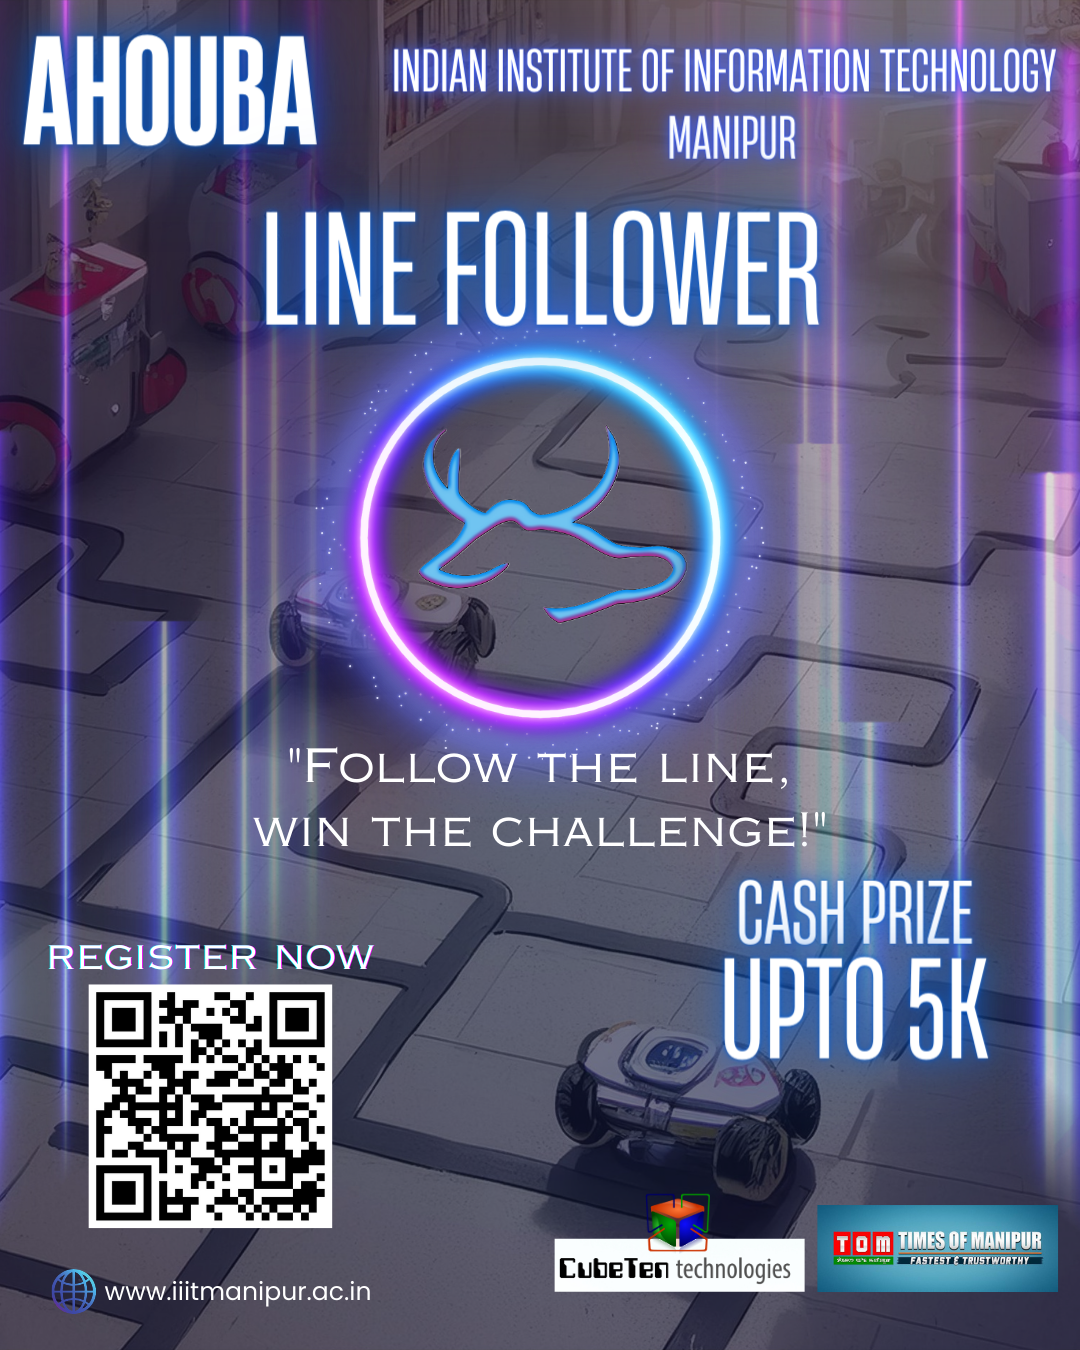 AHOUBA
INDIAN INSTITUTE OF INFORMATION TECHNOLOGY
MANIPUR
LINE FOLLOWER
"FOLLOW THE LINE,
WIN THE CHALLENGE!"
CASH PRIZE
UPTO 5K
REGISTER NOW
www.iiitmanipur.ac.in
CubeTen technologies
TOM TIMES OF MANIPUR
FASTEST & TRUSTWORTHY